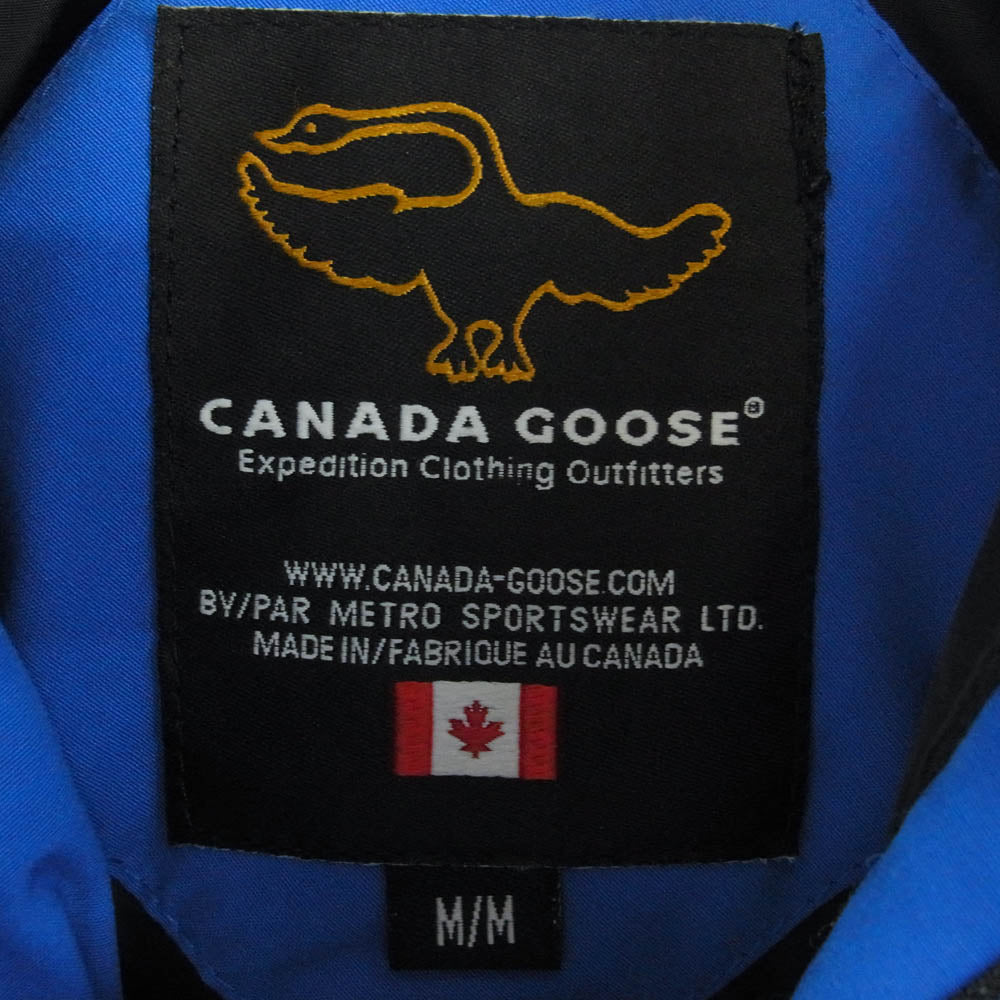 CANADA GOOSE®
Expedition Clothing Outfitters
WWW.CANADA-GOOSE.COM
BY/PAR METRO SPORTSWEAR LTD.
MADE IN/FABRIQUE AU CANADA
M/M